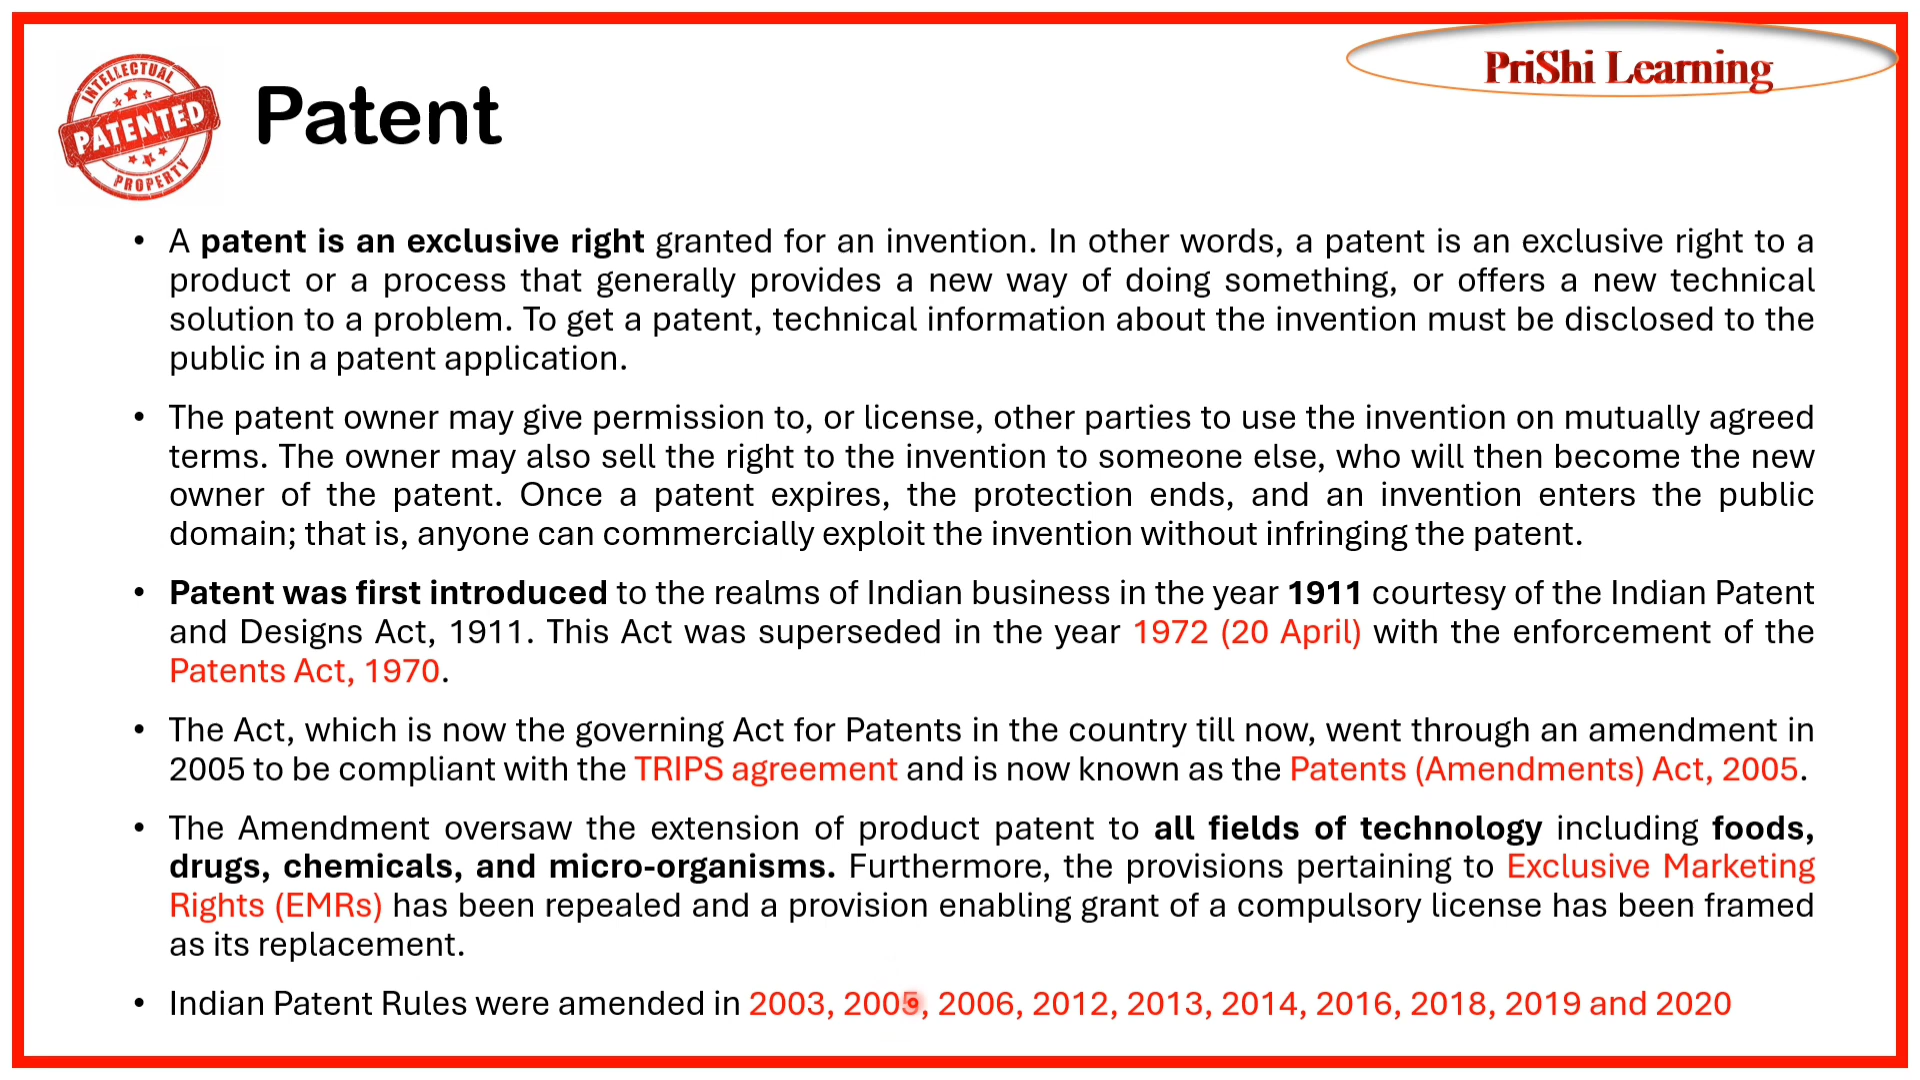 INTELLECTUAL
PATENTED
PROPERTY
Patent
PriShi Learning
• A patent is an exclusive right granted for an invention. In other words, a patent is an exclusive right to a
product or a process that generally provides a new way of doing something, or offers a new technical
solution to a problem. To get a patent, technical information about the invention must be disclosed to the
public in a patent application.
• The patent owner may give permission to, or license, other parties to use the invention on mutually agreed
terms. The owner may also sell the right to the invention to someone else, who will then become the new
owner of the patent. Once a patent expires, the protection ends, and an invention enters the public
domain; that is, anyone can commercially exploit the invention without infringing the patent.
• Patent was first introduced to the realms of Indian business in the year 1911 courtesy of the Indian Patent
and Designs Act, 1911. This Act was superseded in the year 1972 (20 April) with the enforcement of the
Patents Act, 1970.
• The Act, which is now the governing Act for Patents in the country till now, went through an amendment in
2005 to be compliant with the TRIPS agreement and is now known as the Patents (Amendments) Act, 2005.
• The Amendment oversaw the extension of product patent to all fields of technology including foods,
drugs, chemicals, and micro-organisms. Furthermore, the provisions pertaining to Exclusive Marketing
Rights (EMRs) has been repealed and a provision enabling grant of a compulsory license has been framed
as its replacement.
• Indian Patent Rules were amended in 2003, 2005, 2006, 2012, 2013, 2014, 2016, 2018, 2019 and 2020